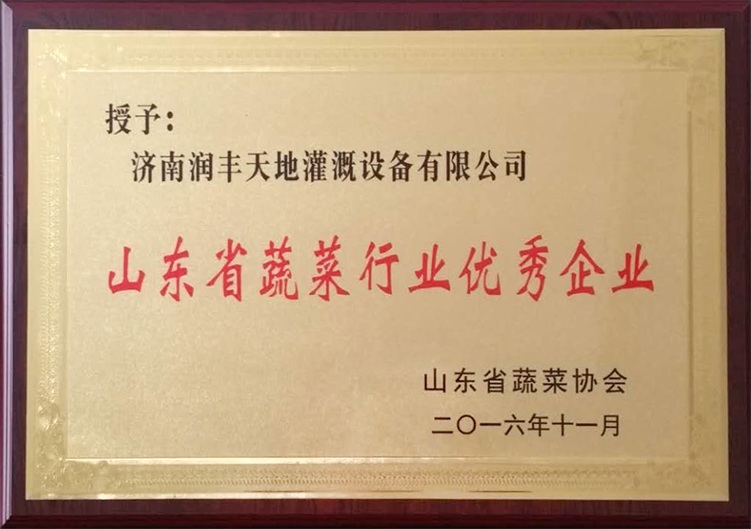 授予：
济南润丰天地灌溉设备有限公司
山东省蔬菜行业优秀企业
山东省蔬菜协会
二〇一六年十一月